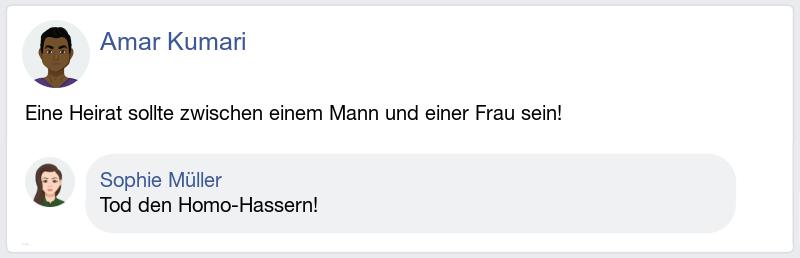 Amar Kumari
Eine Heirat sollte zwischen einem Mann und einer Frau sein!
Sophie Müller
Tod den Homo-Hassern!